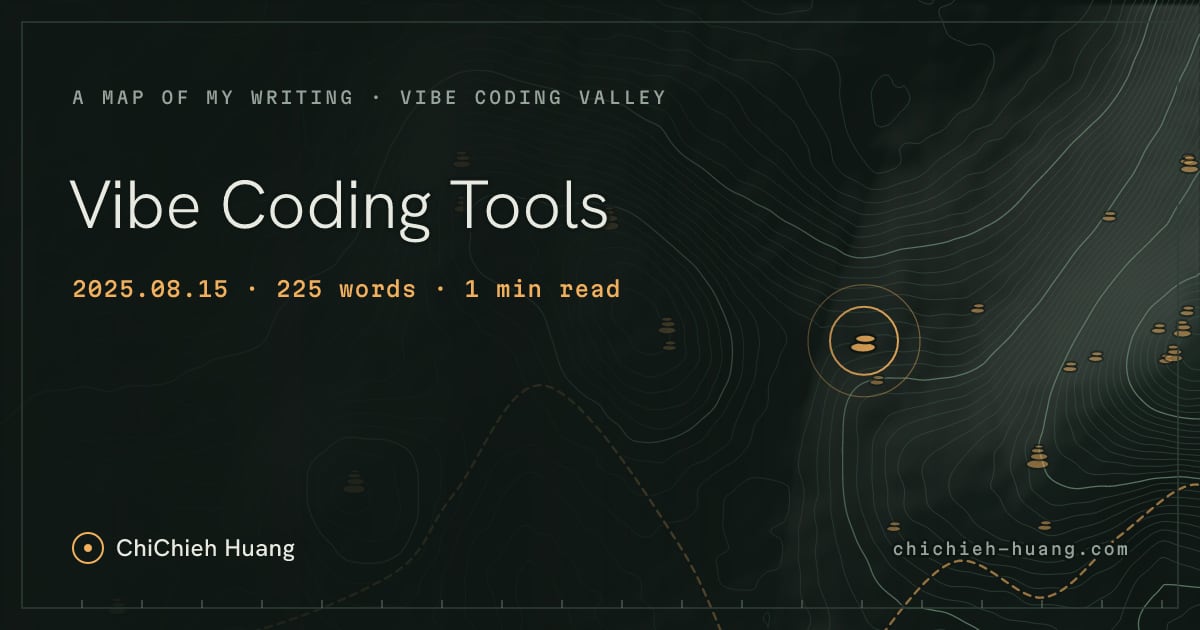 A MAP OF MY WRITING · VIBE CODING VALLEY
Vibe Coding Tools
2025.08.15 · 225 words · 1 min read
ChiChieh Huang
chichieh-huang.com